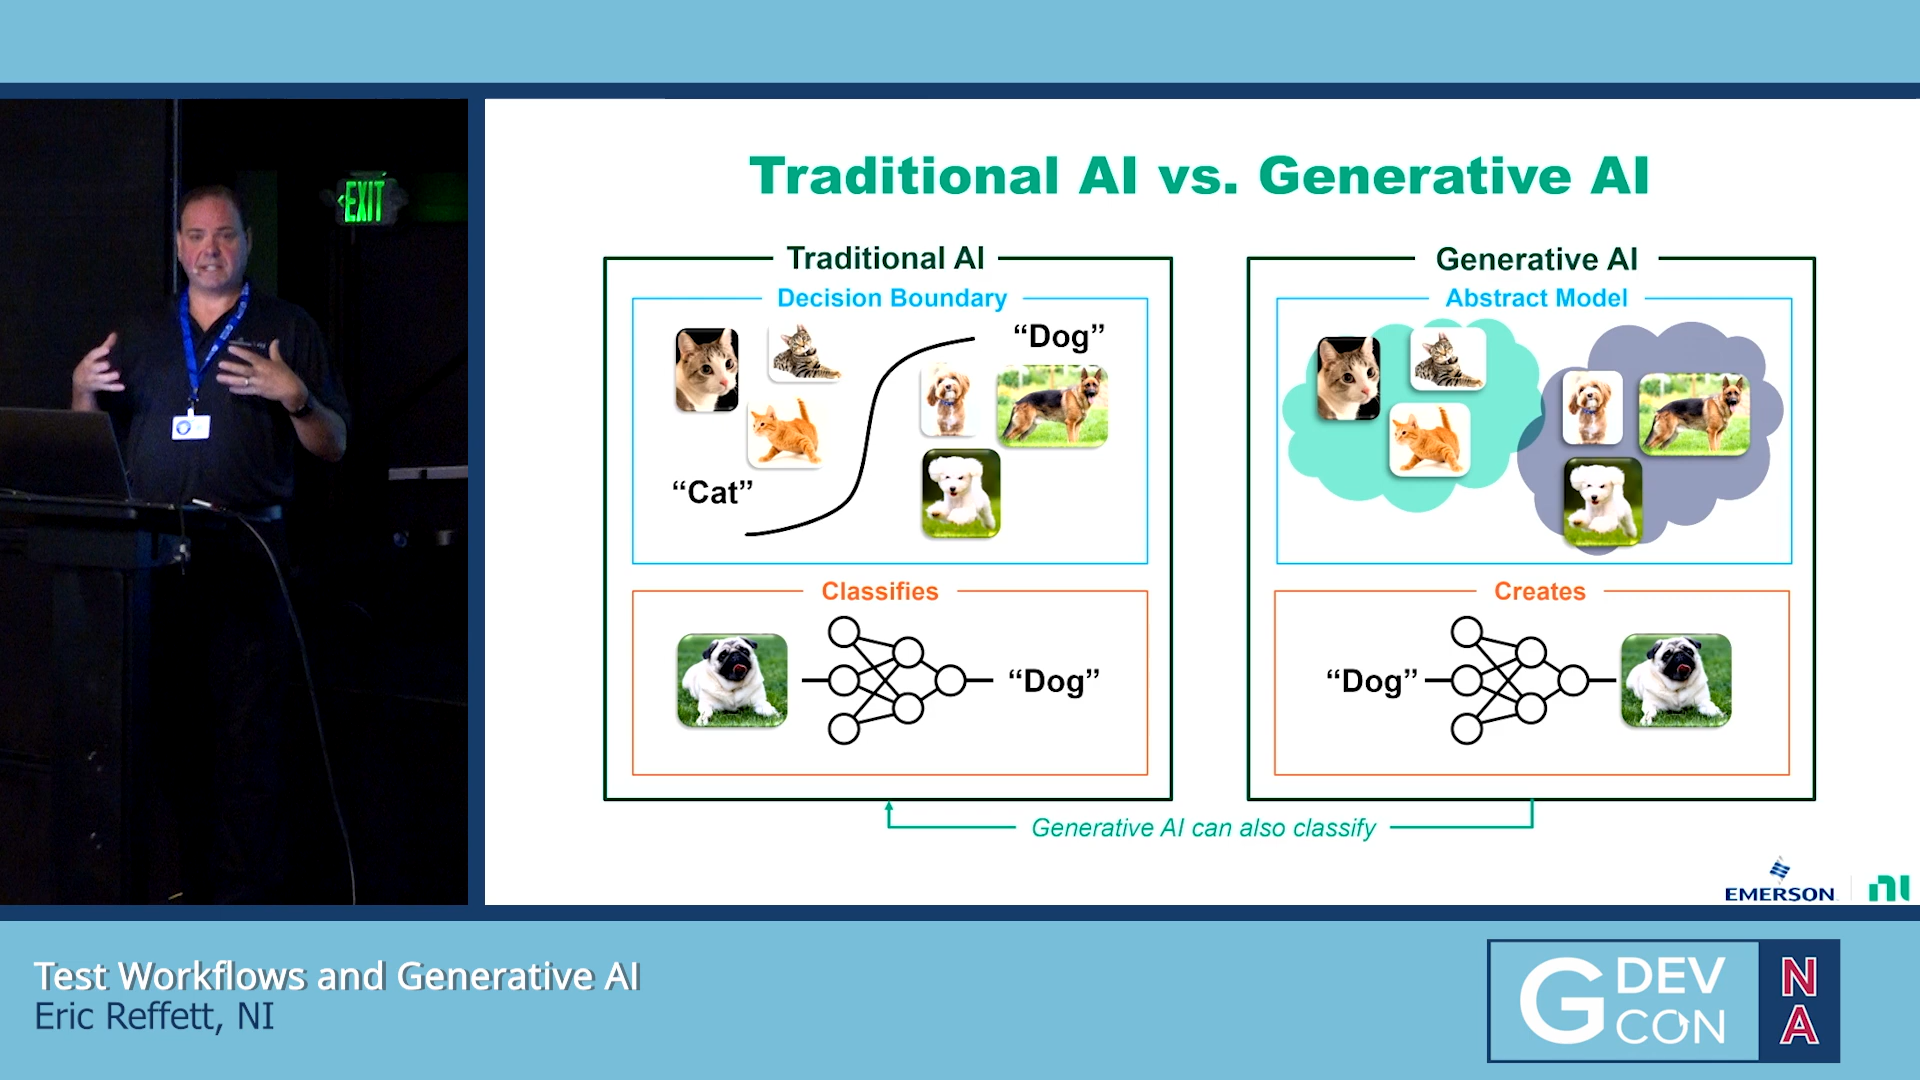 EXIT
Traditional AI vs. Generative AI
Traditional AI
Decision Boundary
“Dog”
“Cat”
Classifies
“Dog”
Generative AI
Abstract Model
Creates
“Dog”
Generative AI can also classify
EMERSON
ni
Test Workflows and Generative AI
Eric Reffett, NI
G DEV CON
N
A